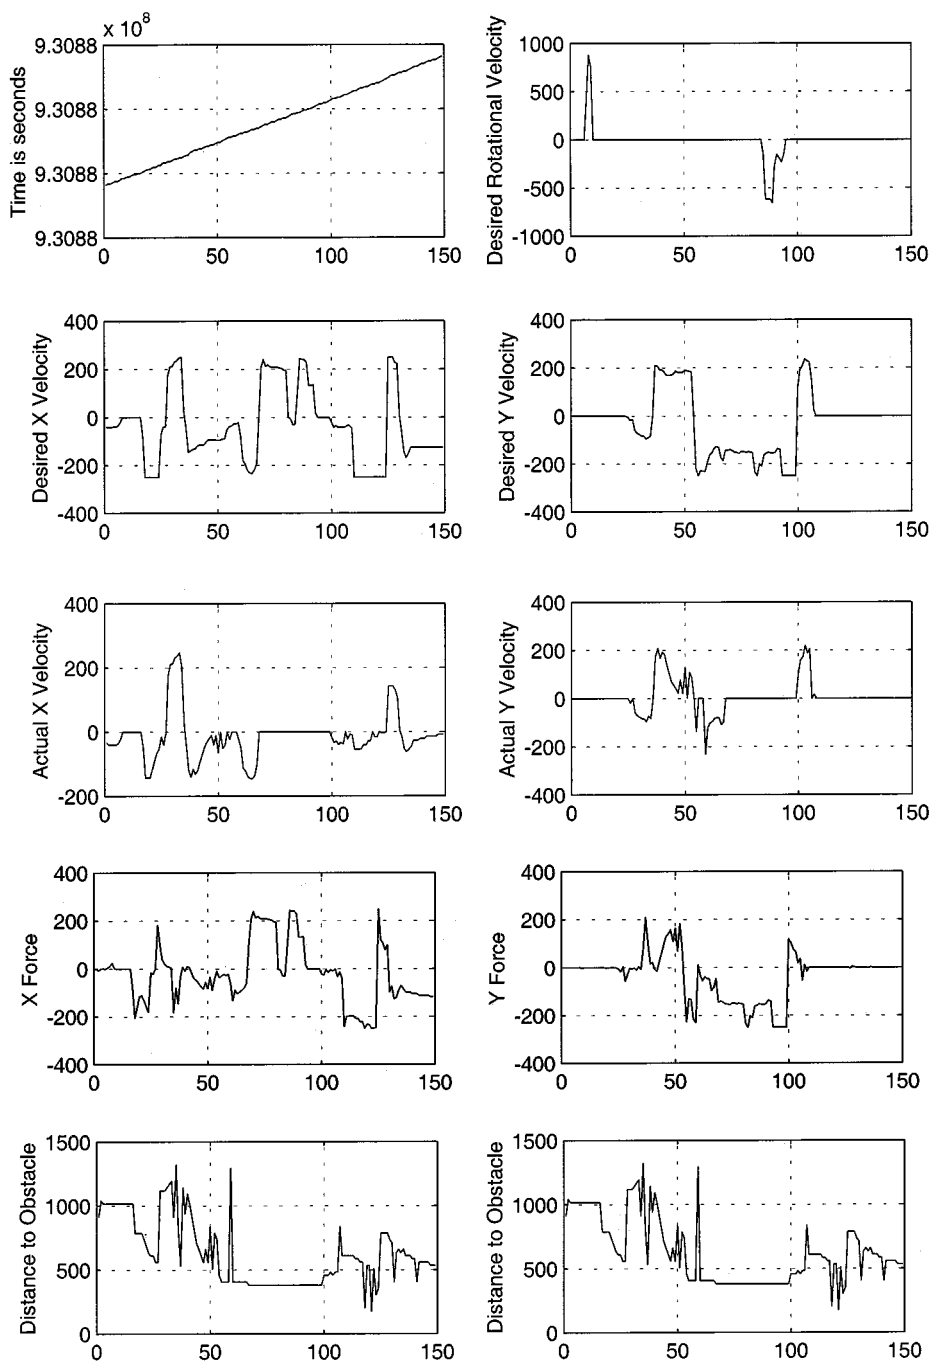 x 10^8
9.3088
9.3088
9.3088
9.3088
Time is seconds
0 50 100 150
1000
500
0
-500
-1000
Desired Rotational Velocity
0 50 100 150
400
200
0
-200
-400
Desired X Velocity
0 50 100 150
400
200
0
-200
-400
Desired Y Velocity
0 50 100 150
400
200
0
-200
Actual X Velocity
0 50 100 150
400
200
0
-200
-400
Actual Y Velocity
0 50 100 150
400
200
0
-200
-400
X Force
0 50 100 150
400
200
0
-200
-400
Y Force
0 50 100 150
1500
1000
500
0
Distance to Obstacle
0 50 100 150
1500
1000
500
0
Distance to Obstacle
0 50 100 150